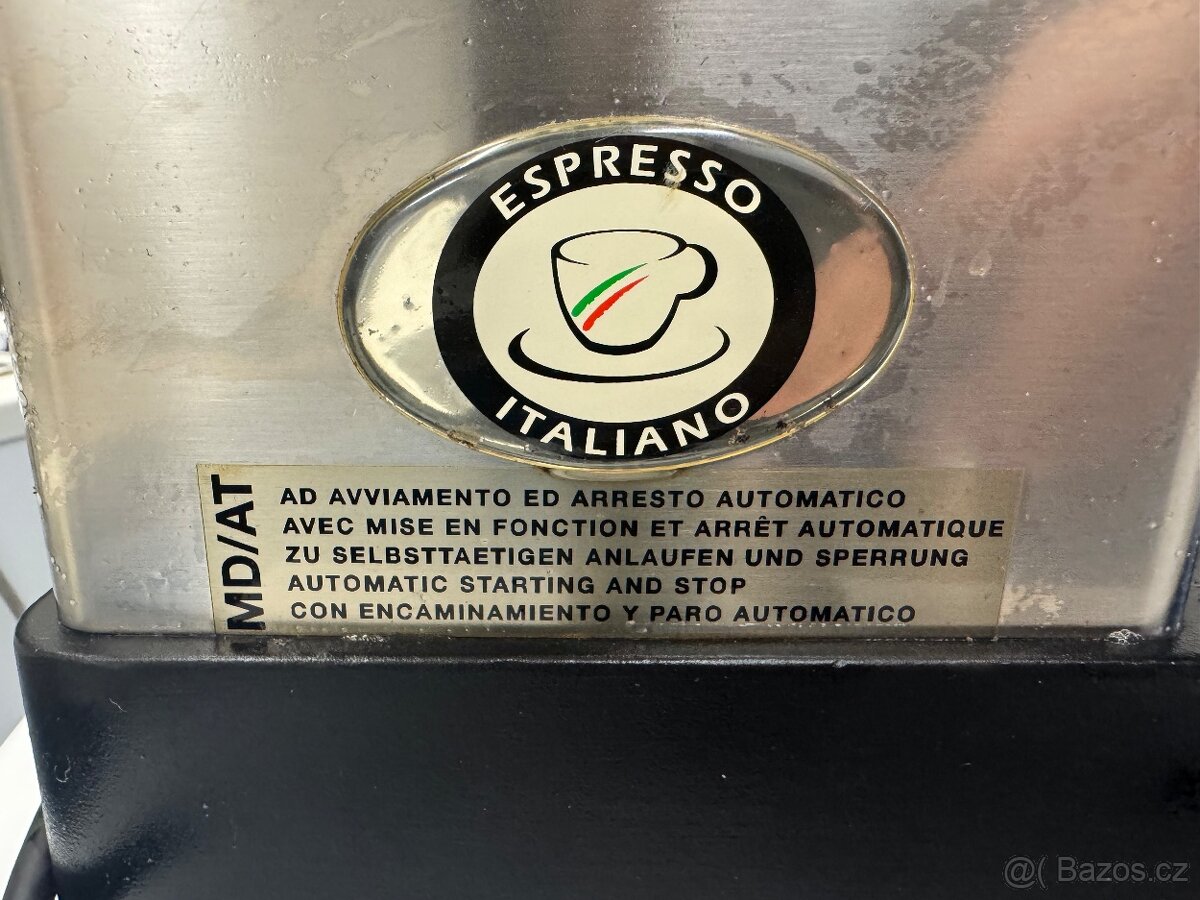 ESPRESSO
ITALIANO
MD/AT
AD AVVIAMENTO ED ARRESTO AUTOMATICO
AVEC MISE EN FONCTION ET ARRÊT AUTOMATIQUE
ZU SELBSTTAETIGEN ANLAUFEN UND SPERRUNG
AUTOMATIC STARTING AND STOP
CON ENCAMINAMIENTO Y PARO AUTOMATICO
@( Bazos.cz